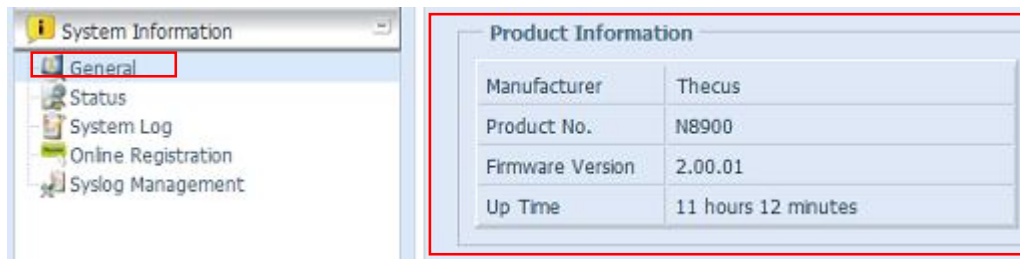 System Information
General
Status
System Log
Online Registration
Syslog Management
Product Information
Manufacturer Thecus
Product No. N8900
Firmware Version 2.00.01
Up Time 11 hours 12 minutes